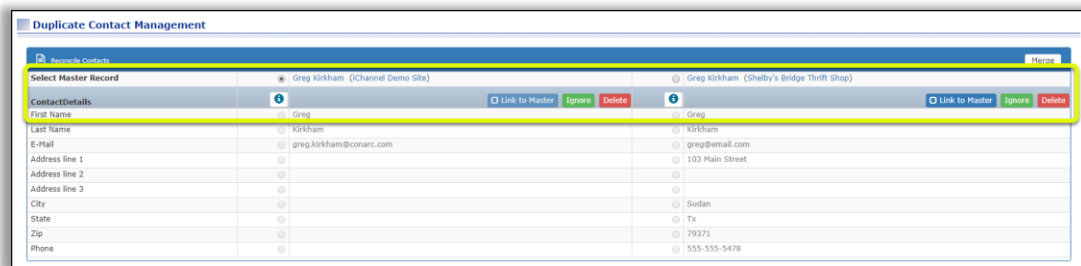 Duplicate Contact Management
Reconcile Contacts Merge
Select Master Record Greg Kirkham (iChannel Demo Site) Greg Kirkham (Shelby's Bridge Thrift Shop)
ContactDetails Link to Master Ignore Delete Link to Master Ignore Delete
First Name Greg Greg
Last Name Kirkham Kirkham
E-Mail greg.kirkham@conarc.com greg@email.com
Address line 1 103 Main Street
Address line 2
Address line 3
City Sudan
State Tx
Zip 79371
Phone 555-555-5478